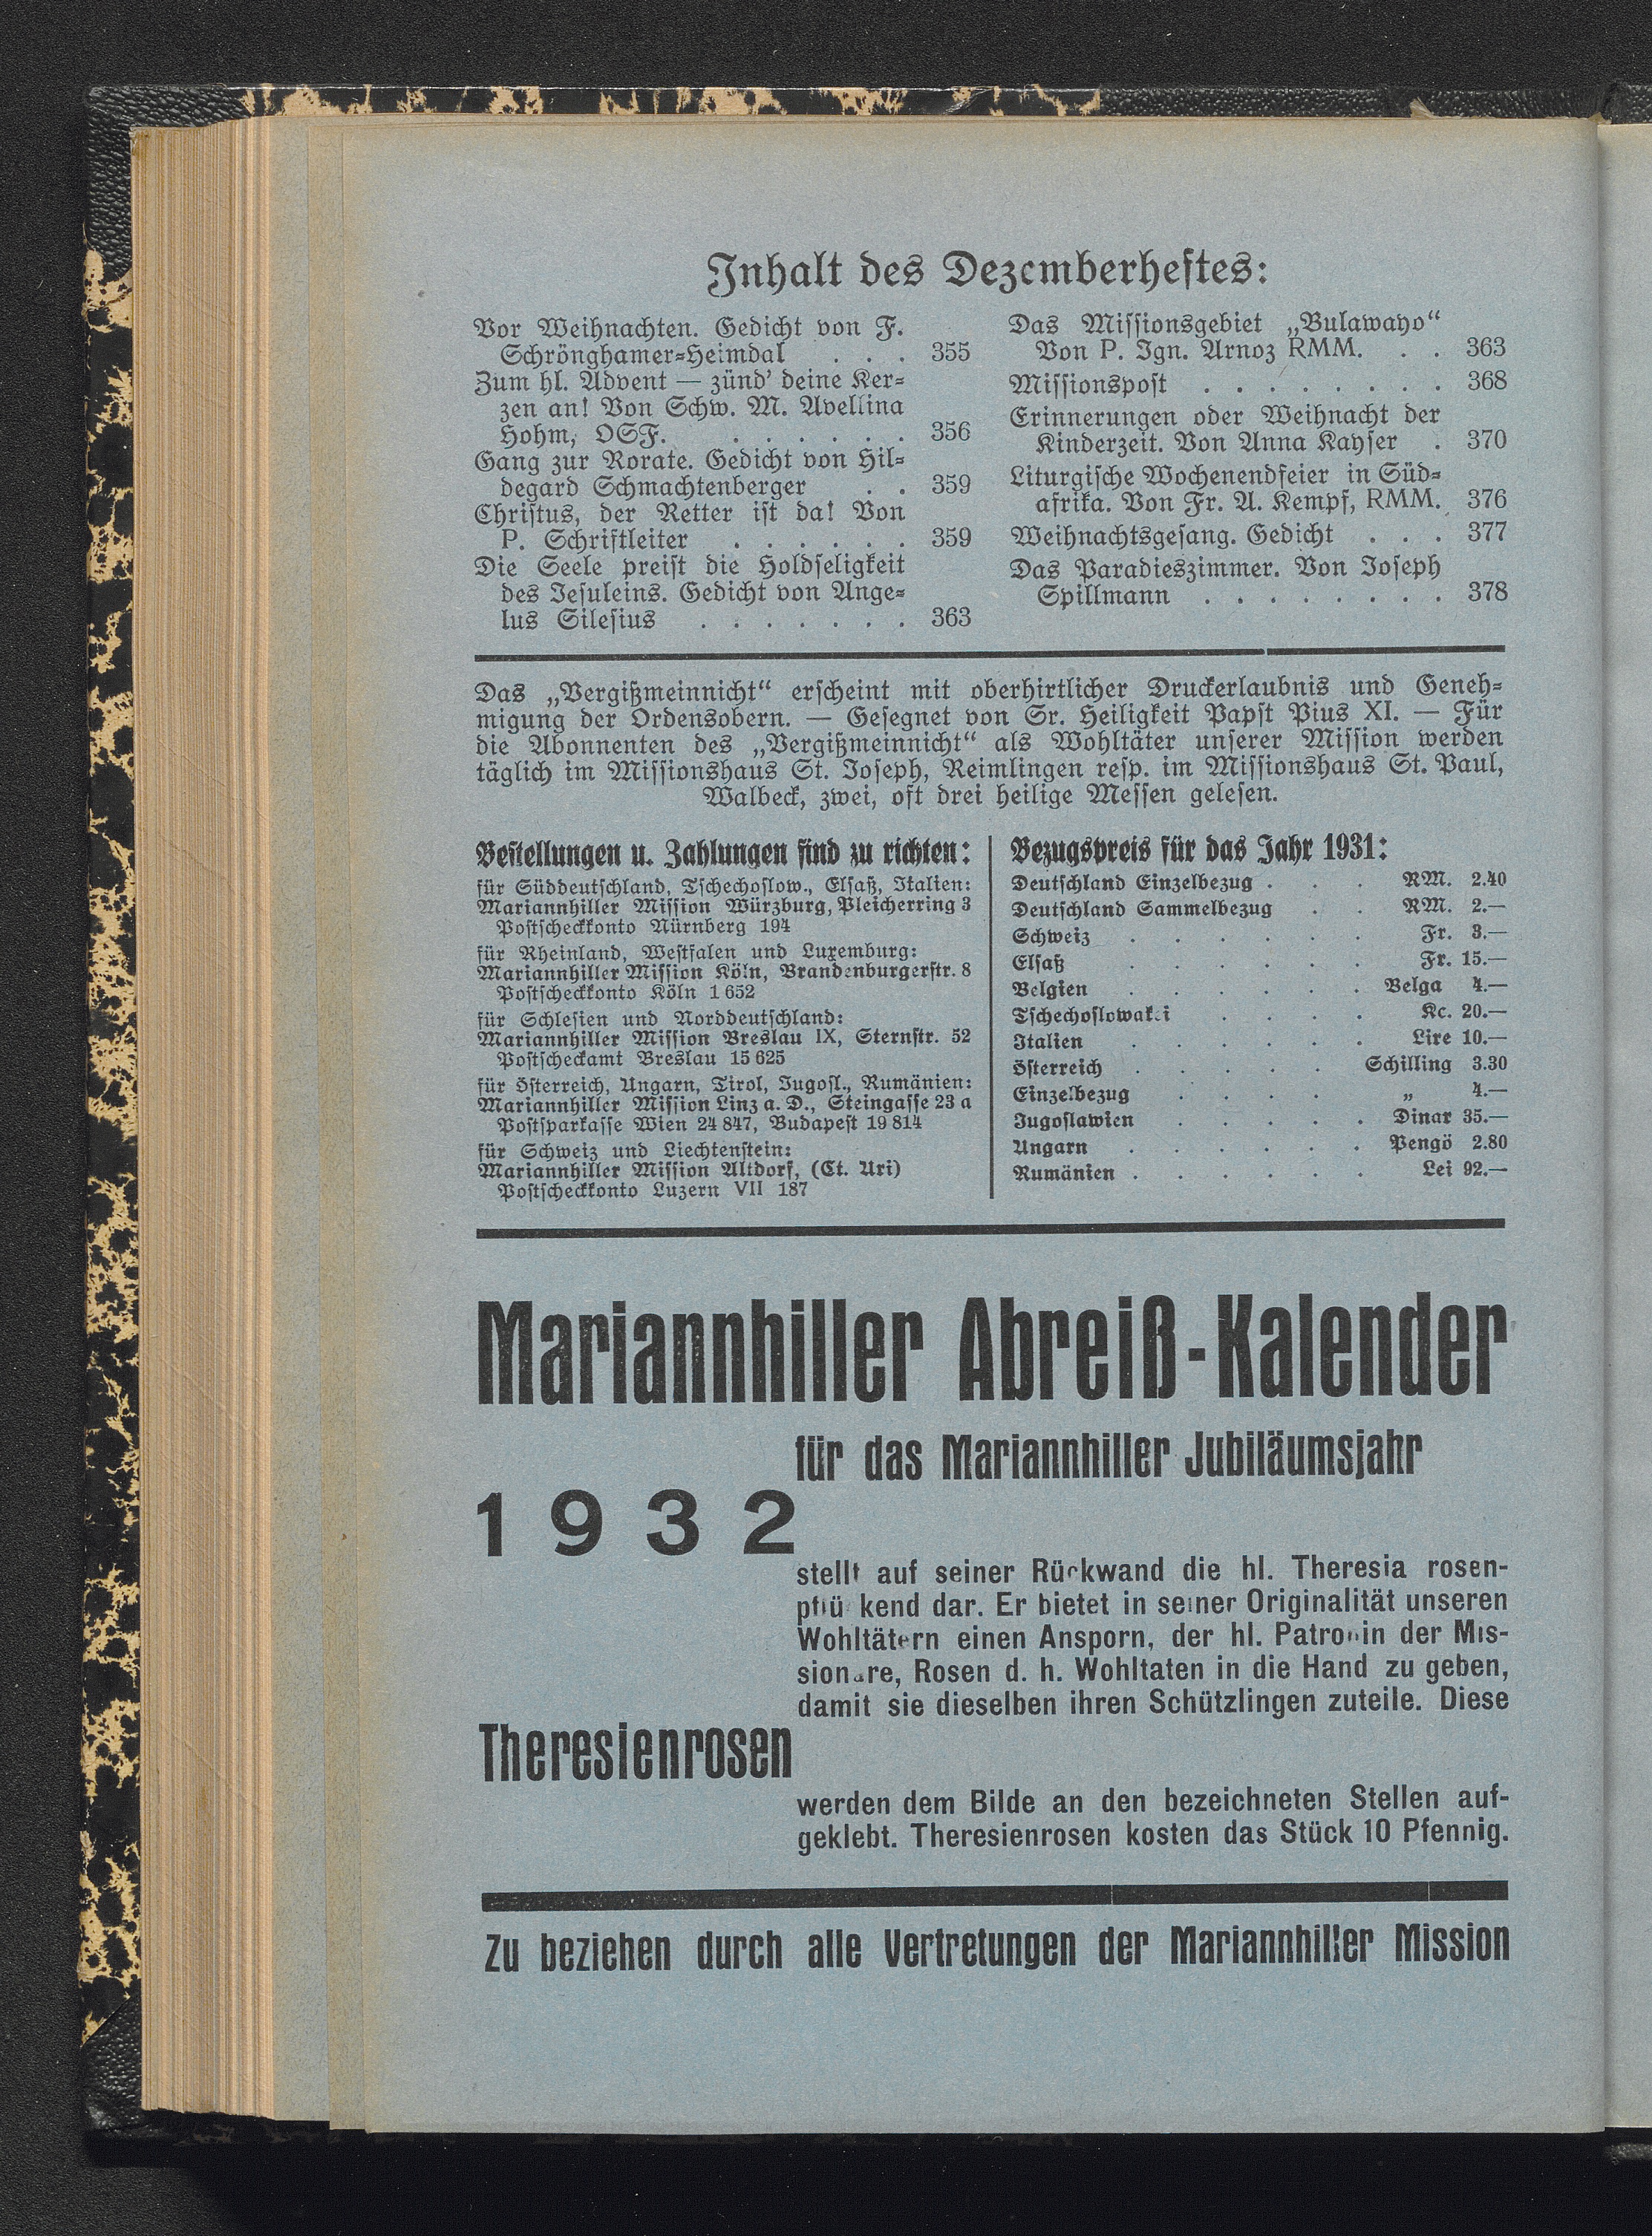 Inhalt des Dezemberheftes:
Vor Weihnachten. Gedicht von F.
Schrönghamer-Heimdal . . . 355
Zum hl. Advent — zünd' deine Ker-
zen an! Von Schw. M. Avellina
Hohm, OSF. . . . . . . 356
Gang zur Rorate. Gedicht von Hil-
degard Schmachtenberger . . 359
Christus, der Retter ist da! Von
P. Schriftleiter . . . . . . 359
Die Seele preist die Holdseligkeit
des Jesuleins. Gedicht von Ange-
lus Silesius . . . . . . . 363
Das Missionsgebiet „Bulawayo“
Von P. Ign. Arnoz RMM. . . 363
Missionspost . . . . . . . . 368
Erinnerungen oder Weihnacht der
Kinderzeit. Von Anna Kayser . 370
Liturgische Wochenendfeier in Süd-
afrika. Von Fr. A. Kempf, RMM. 376
Weihnachtsgesang. Gedicht . . . 377
Das Paradieszimmer. Von Joseph
Spillmann . . . . . . . . 378
Das „Vergißmeinnicht“ erscheint mit oberhirtlicher Druckerlaubnis und Geneh-
migung der Ordensobern. — Gesegnet von Sr. Heiligkeit Papst Pius XI. — Für
die Abonnenten des „Vergißmeinnicht“ als Wohltäter unserer Mission werden
täglich im Missionshaus St. Joseph, Reimlingen resp. im Missionshaus St. Paul,
Walbeck, zwei, oft drei heilige Messen gelesen.
Bestellungen u. Zahlungen sind zu richten:
für Süddeutschland, Tschechoslow., Elsaß, Italien:
Mariannhiller Mission Würzburg, Pleicherring 3
Postscheckkonto Nürnberg 194
für Rheinland, Westfalen und Luxemburg:
Mariannhiller Mission Köln, Brandenburgerstr. 8
Postscheckkonto Köln 1 652
für Schlesien und Norddeutschland:
Mariannhiller Mission Breslau IX, Sternstr. 52
Postscheckamt Breslau 15 625
für Österreich, Ungarn, Tirol, Jugosl., Rumänien:
Mariannhiller Mission Linz a. D., Steingasse 23 a
Postsparkasse Wien 24 847, Budapest 19 814
für Schweiz und Liechtenstein:
Mariannhiller Mission Altdorf, (Ct. Uri)
Postscheckkonto Luzern VII 187
Bezugspreis für das Jahr 1931:
Deutschland Einzelbezug . . . RM. 2.40
Deutschland Sammelbezug . . RM. 2.—
Schweiz . . . . . . Fr. 3.—
Elsaß . . . . . . Fr. 15.—
Belgien . . . . . . Belga 4.—
Tschechoslowakei . . . . Kc. 20.—
Italien . . . . . . Lire 10.—
Österreich . . . . . Schilling 3.30
Einzelbezug . . . . „ 4.—
Jugoslawien . . . . . Dinar 35.—
Ungarn . . . . . . Pengö 2.80
Rumänien . . . . . . Lei 92.—
Mariannhiller Abreiß-Kalender
für das Mariannhiller Jubiläumsjahr
1932
stellt auf seiner Rückwand die hl. Theresia rosen-
pflückend dar. Er bietet in seiner Originalität unseren
Wohltätern einen Ansporn, der hl. Patronin der Mis-
sionare, Rosen d. h. Wohltaten in die Hand zu geben,
damit sie dieselben ihren Schützlingen zuteile. Diese
Theresienrosen
werden dem Bilde an den bezeichneten Stellen auf-
geklebt. Theresienrosen kosten das Stück 10 Pfennig.
Zu beziehen durch alle Vertretungen der Mariannhiller Mission